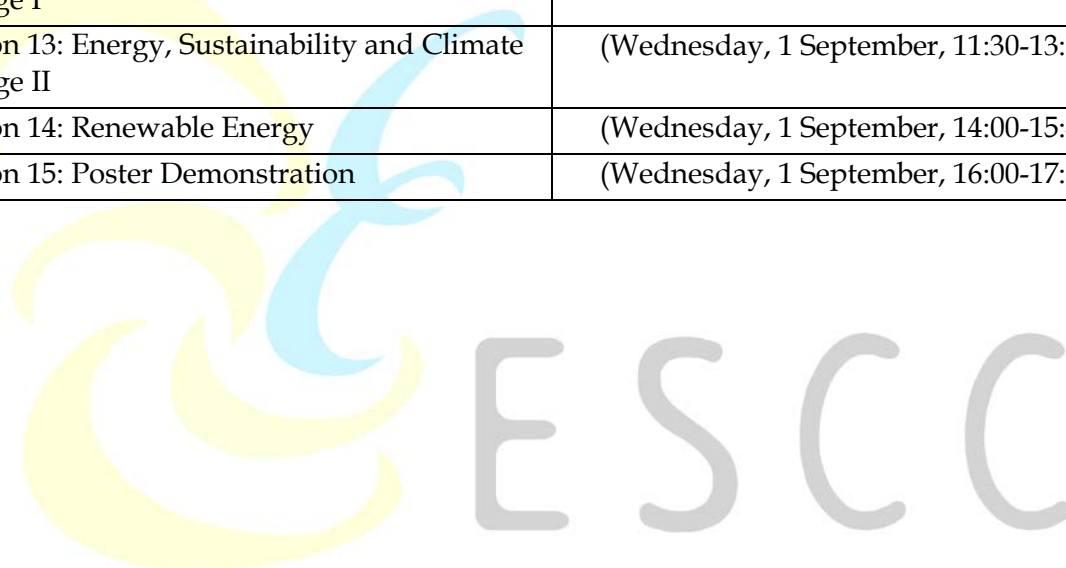 ge I
on 13: Energy, Sustainability and Climate (Wednesday, 1 September, 11:30-13:
ge II
on 14: Renewable Energy (Wednesday, 1 September, 14:00-15:
on 15: Poster Demonstration (Wednesday, 1 September, 16:00-17:
ESCC